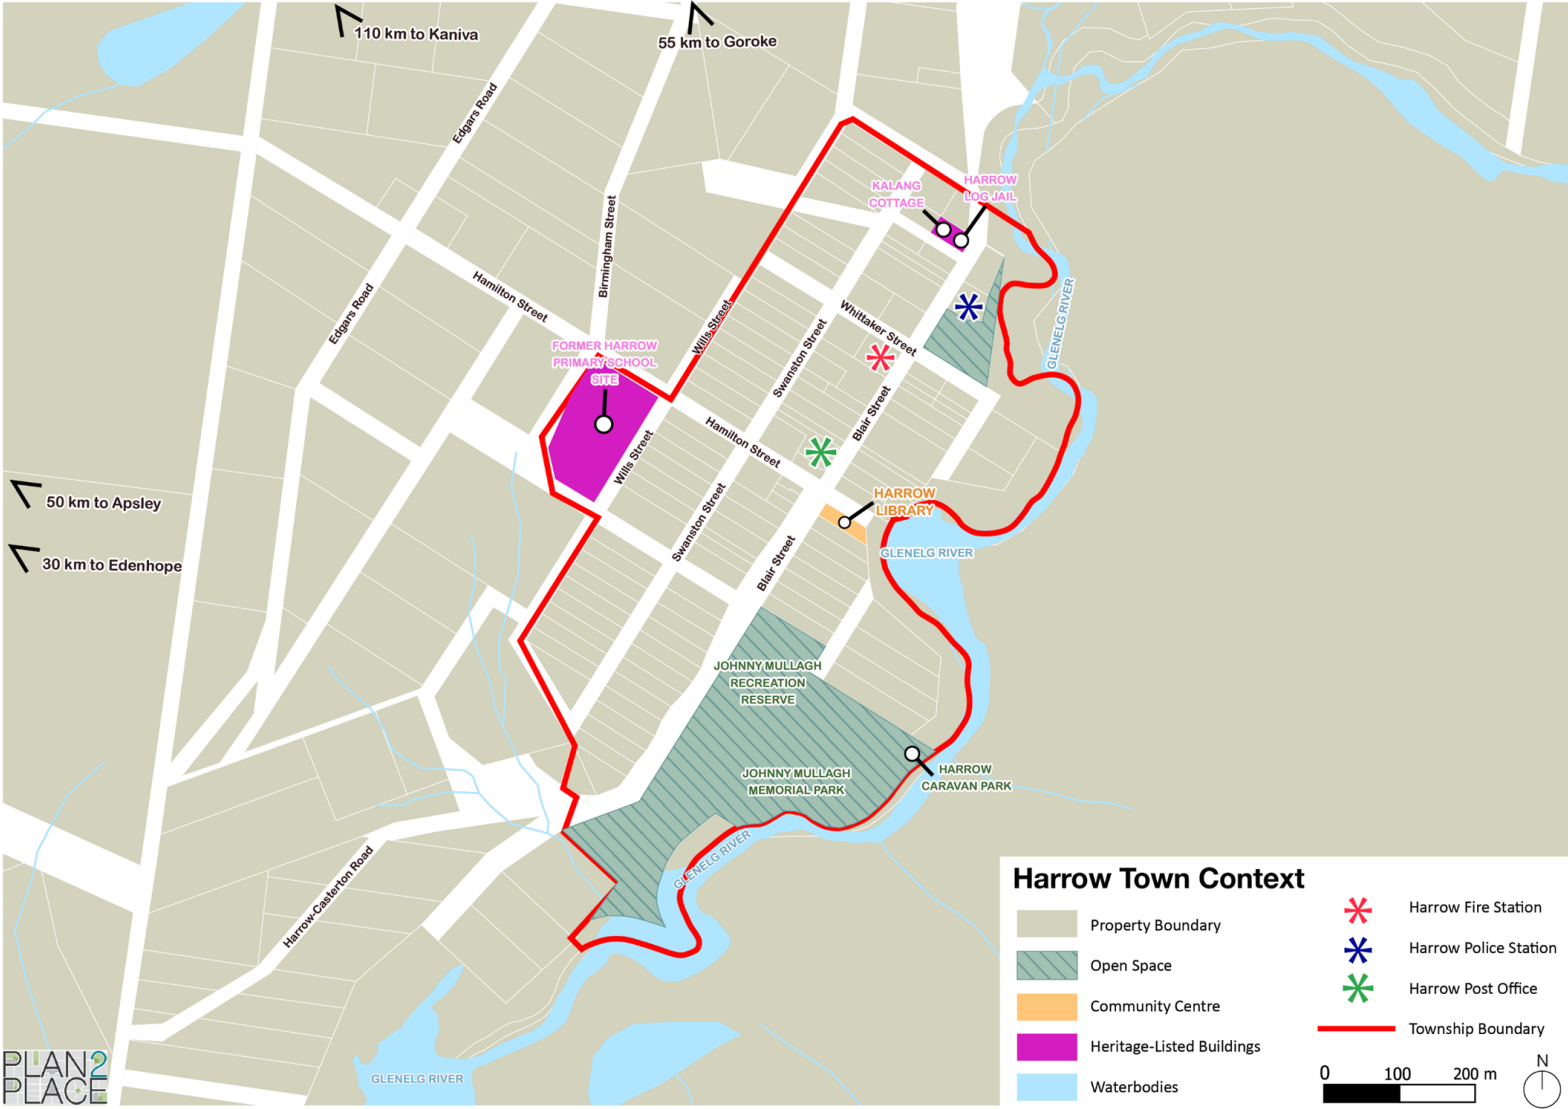 110 km to Kaniva
55 km to Goroke
Edgars Road
KALANG
COTTAGE
HARROW
LOG JAIL
Birmingham Street
Hamilton Street
Edgars Road
Wills Street
Whittaker Street
GLENELG RIVER
Swanston Street
FORMER HARROW
PRIMARY SCHOOL
SITE
Blair Street
Hamilton Street
Wills Street
50 km to Apsley
Swanston Street
HARROW
LIBRARY
30 km to Edenhope
Blair Street
GLENELG RIVER
JOHNNY MULLAGH
RECREATION
RESERVE
JOHNNY MULLAGH
MEMORIAL PARK
HARROW
CARAVAN PARK
GLENELG RIVER
Harrow-Casterton Road
GLENELG RIVER
PLAN2
PLACE
Harrow Town Context
Property Boundary
Open Space
Community Centre
Heritage-Listed Buildings
Waterbodies
Harrow Fire Station
Harrow Police Station
Harrow Post Office
Township Boundary
0 100 200 m
N